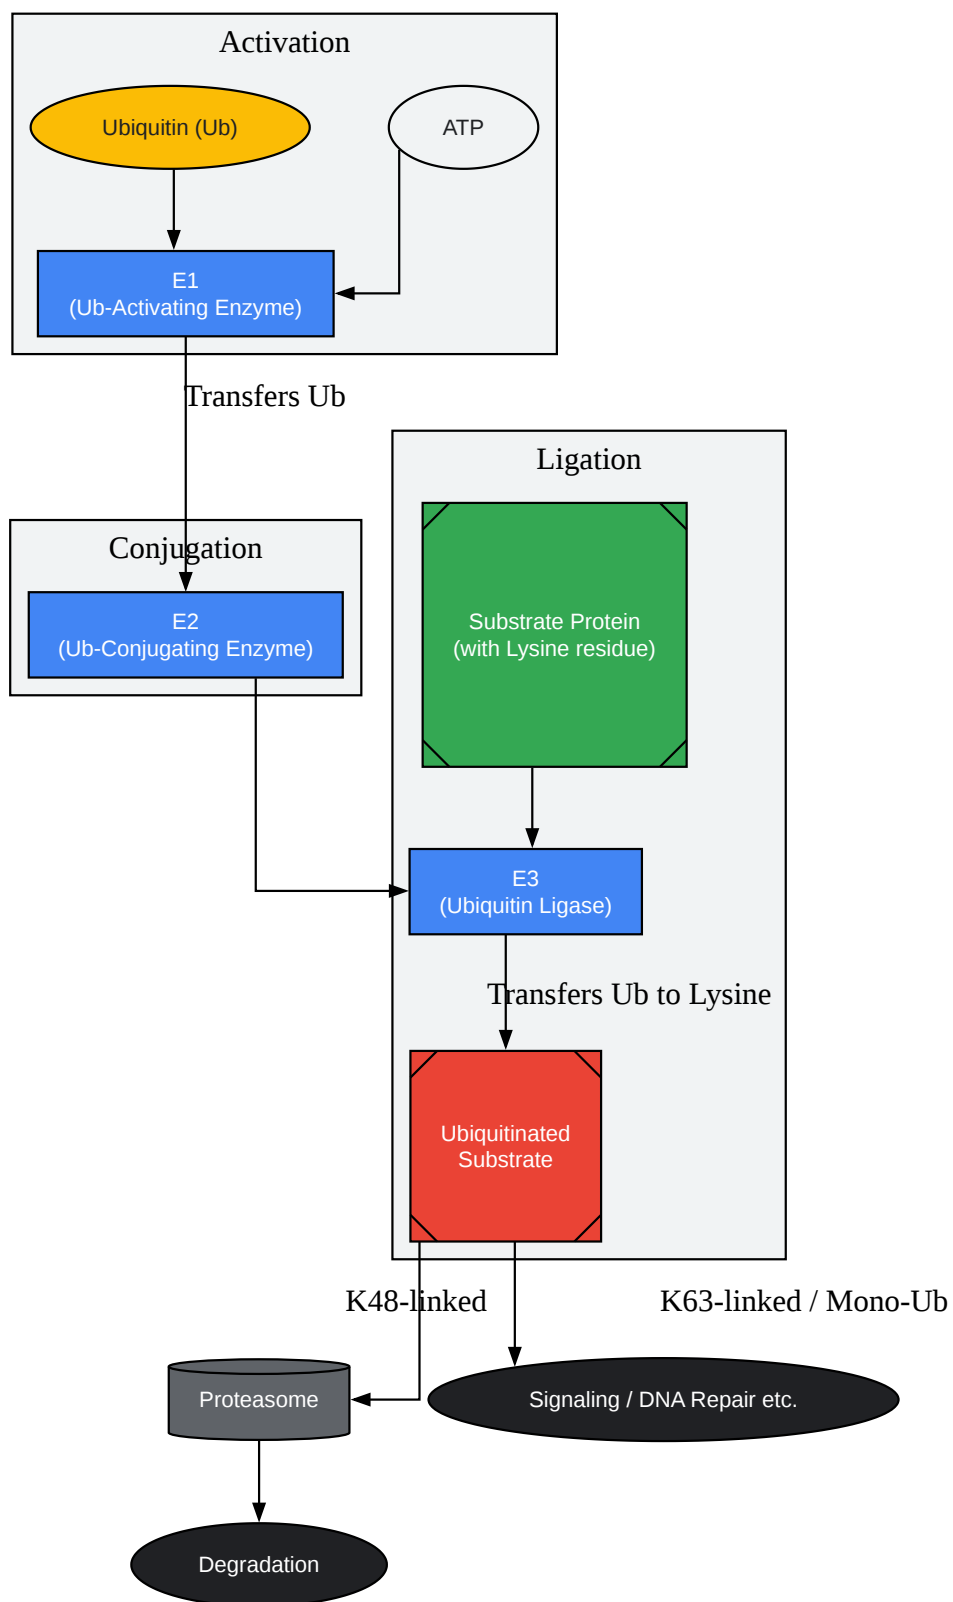 Activation
Ubiquitin (Ub)
ATP
E1
(Ub-Activating Enzyme)
Transfers Ub
Conjugation
E2
(Ub-Conjugating Enzyme)
Ligation
Substrate Protein
(with Lysine residue)
E3
(Ubiquitin Ligase)
Transfers Ub to Lysine
Ubiquitinated
Substrate
K48-linked
K63-linked / Mono-Ub
Proteasome
Signaling / DNA Repair etc.
Degradation